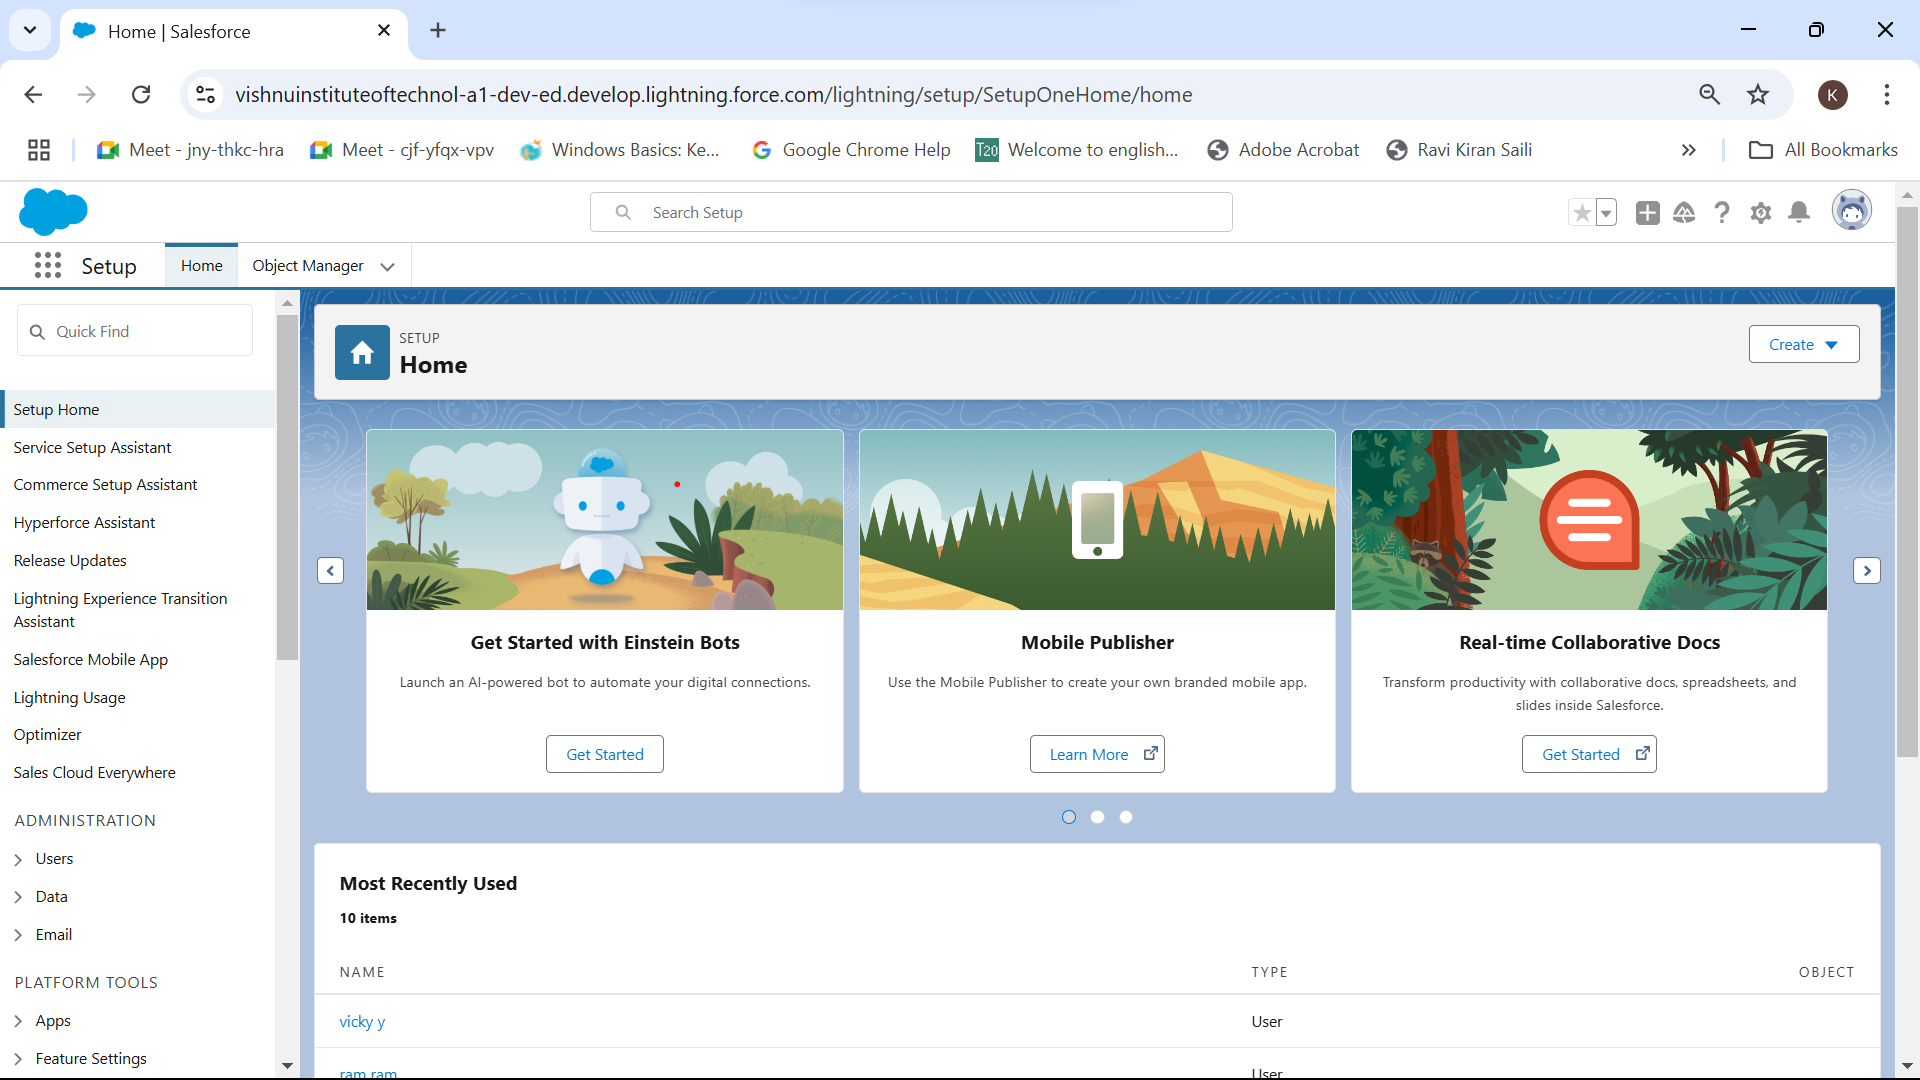 Home | Salesforce
vishnuinstituteoftechnol-a1-dev-ed.develop.lightning.force.com/lightning/setup/SetupOneHome/home
K
Meet - jny-thkc-hra
Meet - cjf-yfqx-vpv
Windows Basics: Ke...
Google Chrome Help
T20
Welcome to english...
Adobe Acrobat
Ravi Kiran Saili
All Bookmarks
Search Setup
Setup
Home
Object Manager
Quick Find
Setup Home
Service Setup Assistant
Commerce Setup Assistant
Hyperforce Assistant
Release Updates
Lightning Experience Transition
Assistant
Salesforce Mobile App
Lightning Usage
Optimizer
Sales Cloud Everywhere
ADMINISTRATION
Users
Data
Email
PLATFORM TOOLS
Apps
Feature Settings
SETUP
Home
Create
Get Started with Einstein Bots
Launch an AI-powered bot to automate your digital connections.
Get Started
Mobile Publisher
Use the Mobile Publisher to create your own branded mobile app.
Learn More
Real-time Collaborative Docs
Transform productivity with collaborative docs, spreadsheets, and
slides inside Salesforce.
Get Started
Most Recently Used
10 items
NAME TYPE OBJECT
vicky y User
ram ram User